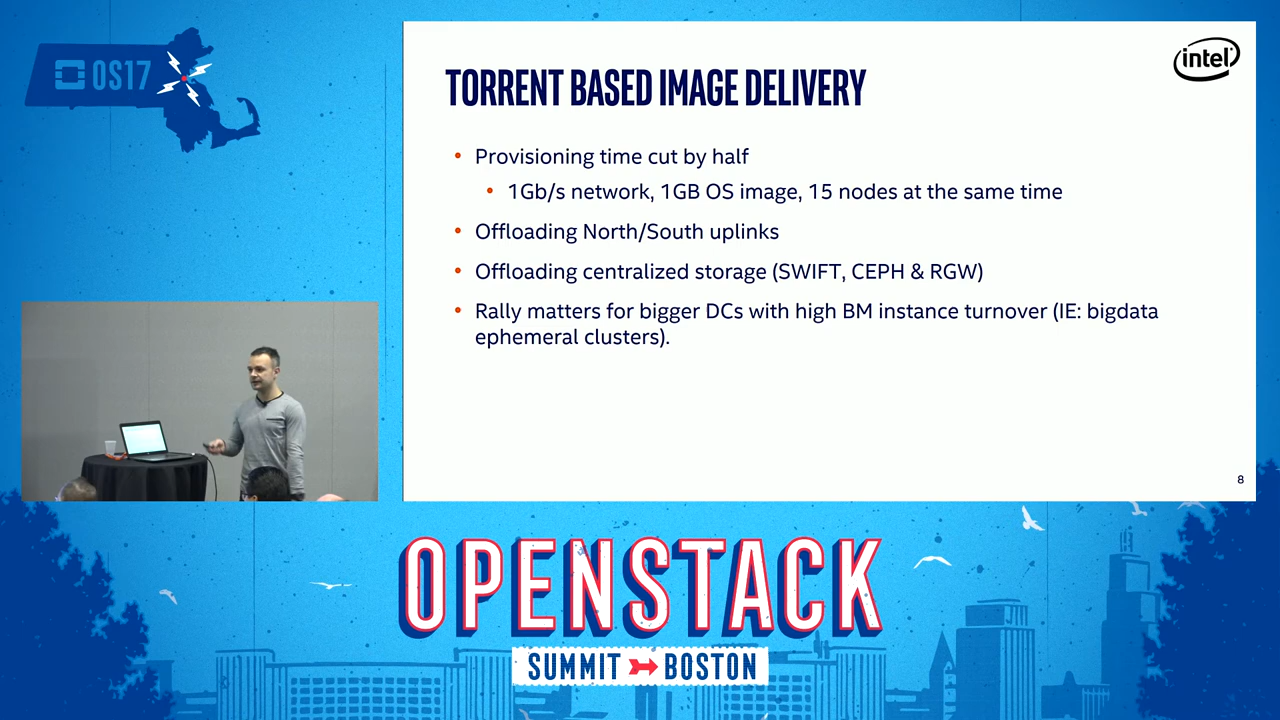 OS17
intel
TORRENT BASED IMAGE DELIVERY
• Provisioning time cut by half
• 1Gb/s network, 1GB OS image, 15 nodes at the same time
• Offloading North/South uplinks
• Offloading centralized storage (SWIFT, CEPH & RGW)
• Rally matters for bigger DCs with high BM instance turnover (IE: bigdata
ephemeral clusters).
8
OPENSTACK
SUMMIT BOSTON